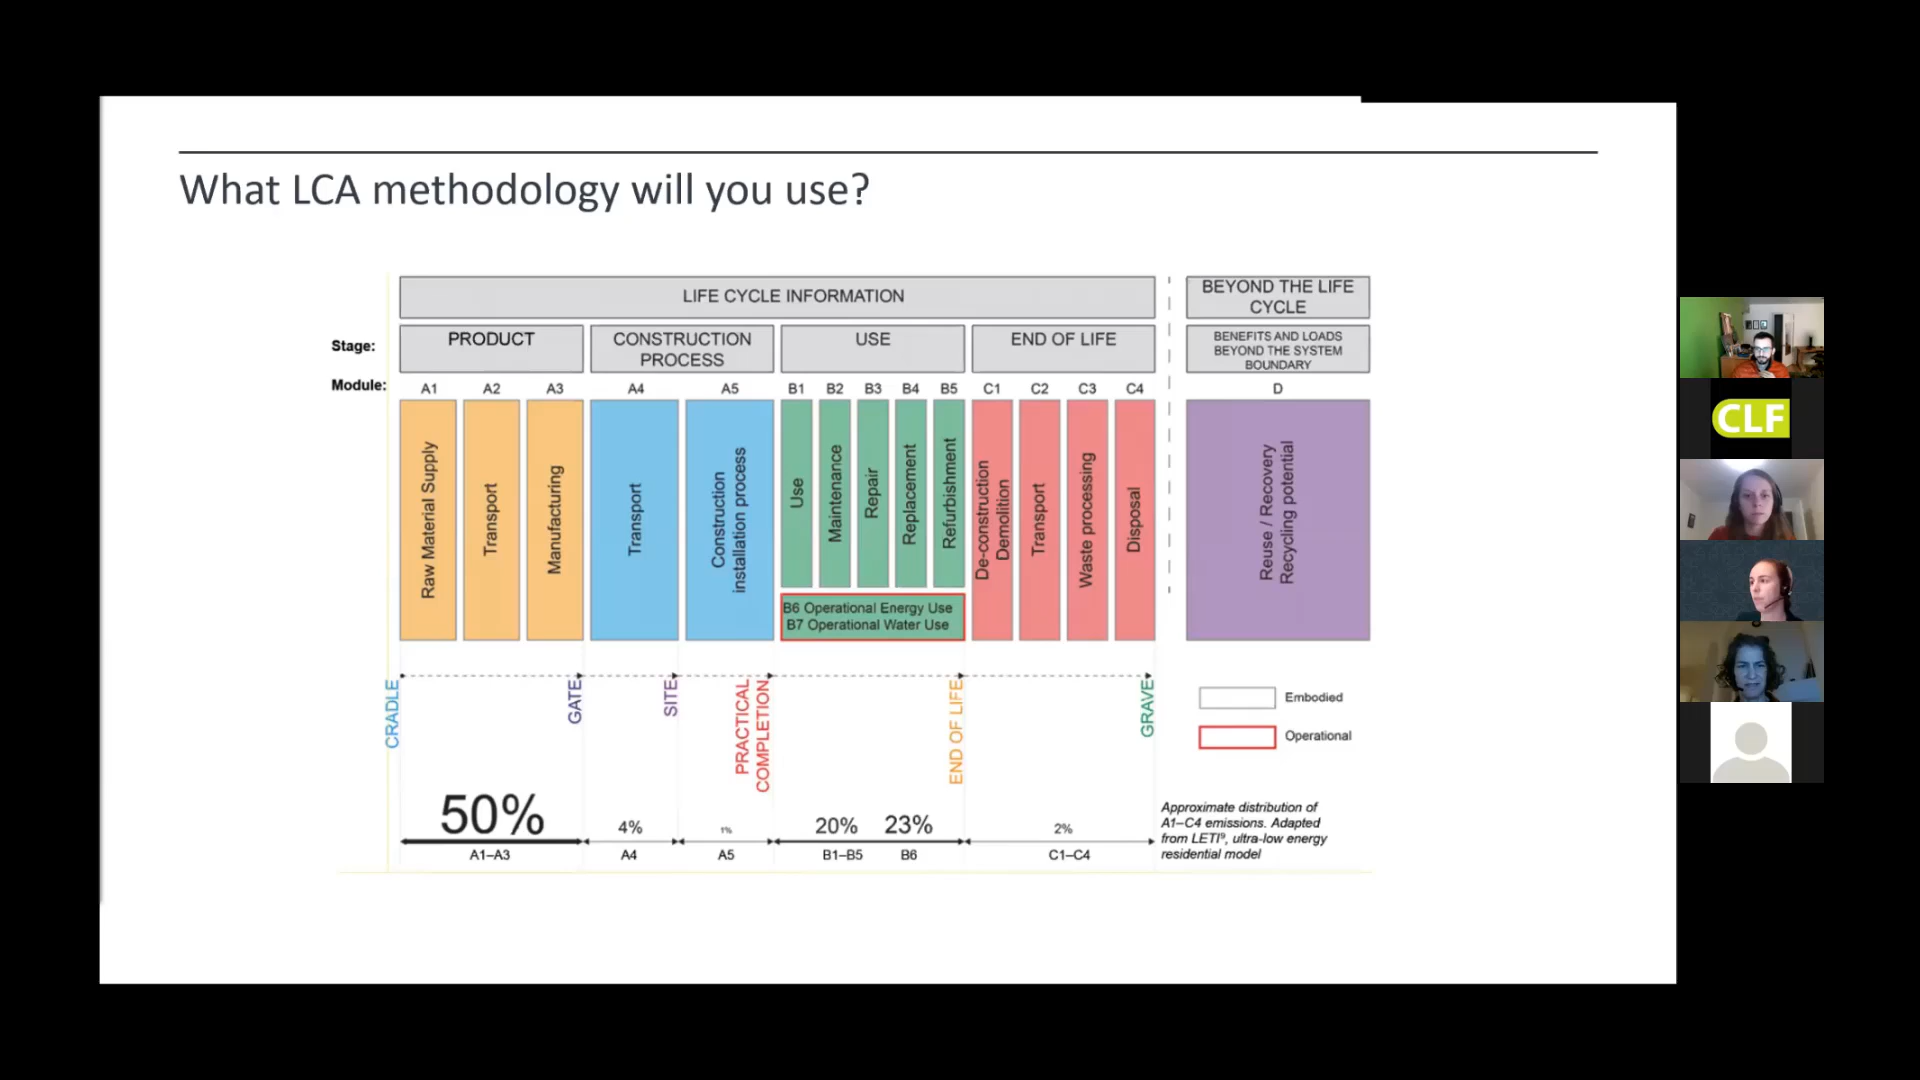 What LCA methodology will you use?
LIFE CYCLE INFORMATION
BEYOND THE LIFE
CYCLE
Stage:
PRODUCT
CONSTRUCTION
PROCESS
USE
END OF LIFE
BENEFITS AND LOADS
BEYOND THE SYSTEM
BOUNDARY
Module:
A1
A2
A3
A4
A5
B1
B2
B3
B4
B5
C1
C2
C3
C4
D
Raw Material Supply
Transport
Manufacturing
Transport
Construction
installation process
Use
Maintenance
Repair
Replacement
Refurbishment
De-construction
Demolition
Transport
Waste processing
Disposal
Reuse / Recovery
Recycling potential
B6 Operational Energy Use
B7 Operational Water Use
CRADLE
GATE
SITE
PRACTICAL
COMPLETION
END OF LIFE
GRAVE
Embodied
Operational
50%
4%
1%
20%
23%
2%
A1–A3
A4
A5
B1–B5
B6
C1–C4
Approximate distribution of
A1–C4 emissions. Adapted
from LETI⁹, ultra-low energy
residential model
CLF